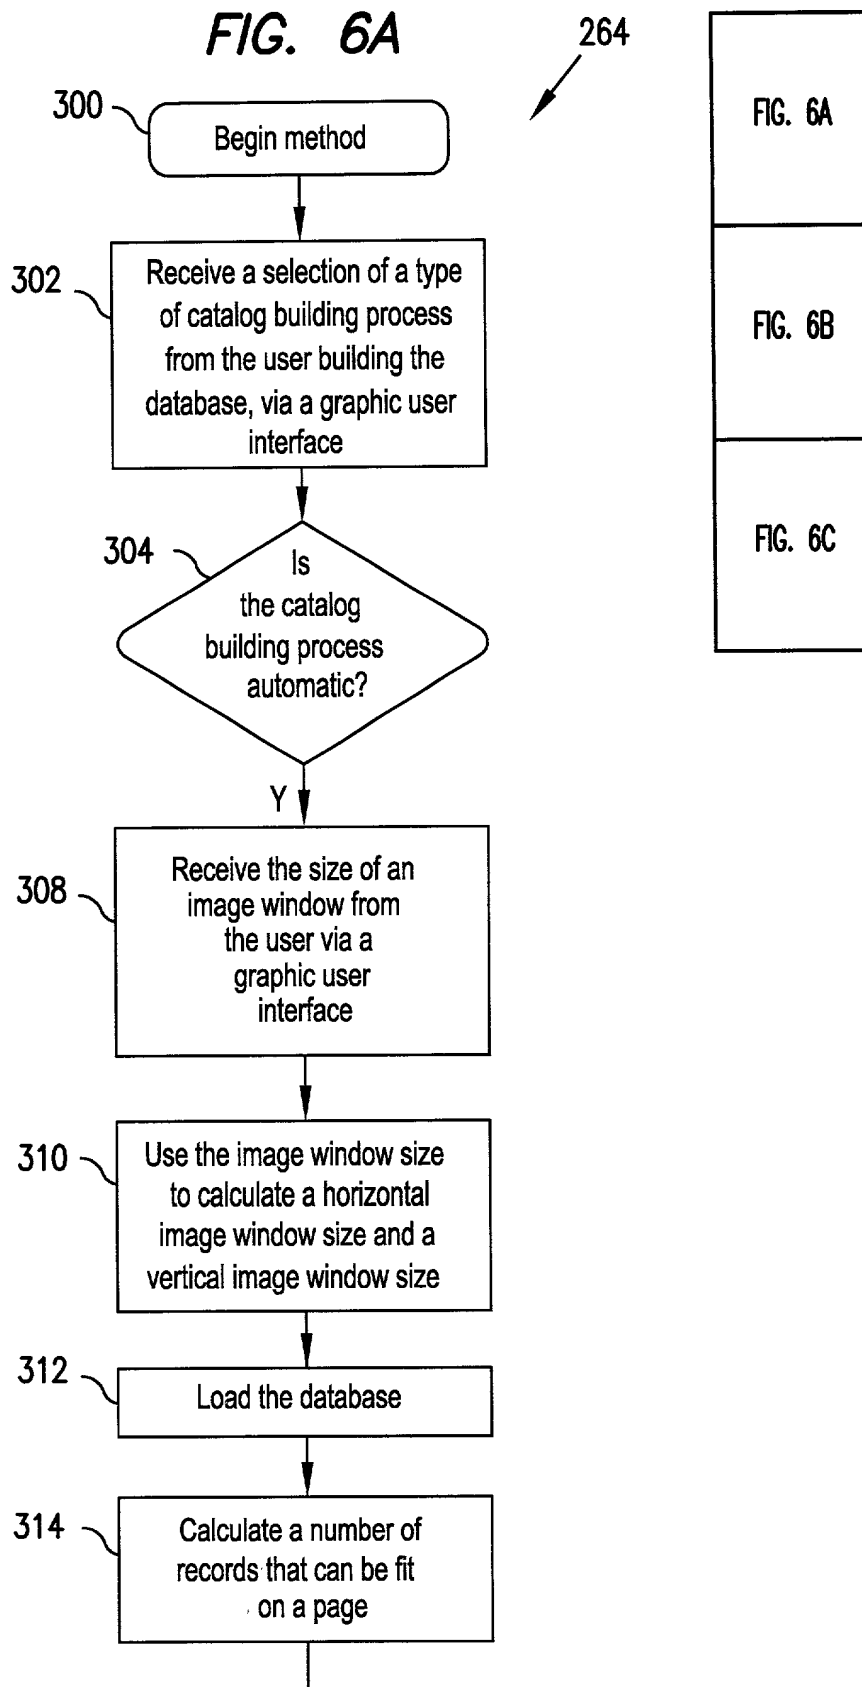 FIG. 6A
264
FIG. 6A
FIG. 6B
FIG. 6C
300
Begin method
302
Receive a selection of a type
of catalog building process
from the user building the
database, via a graphic user
interface
304
Is
the catalog
building process
automatic?
Y
308
Receive the size of an
image window from
the user via a
graphic user
interface
310
Use the image window size
to calculate a horizontal
image window size and a
vertical image window size
312
Load the database
314
Calculate a number of
records that can be fit
on a page